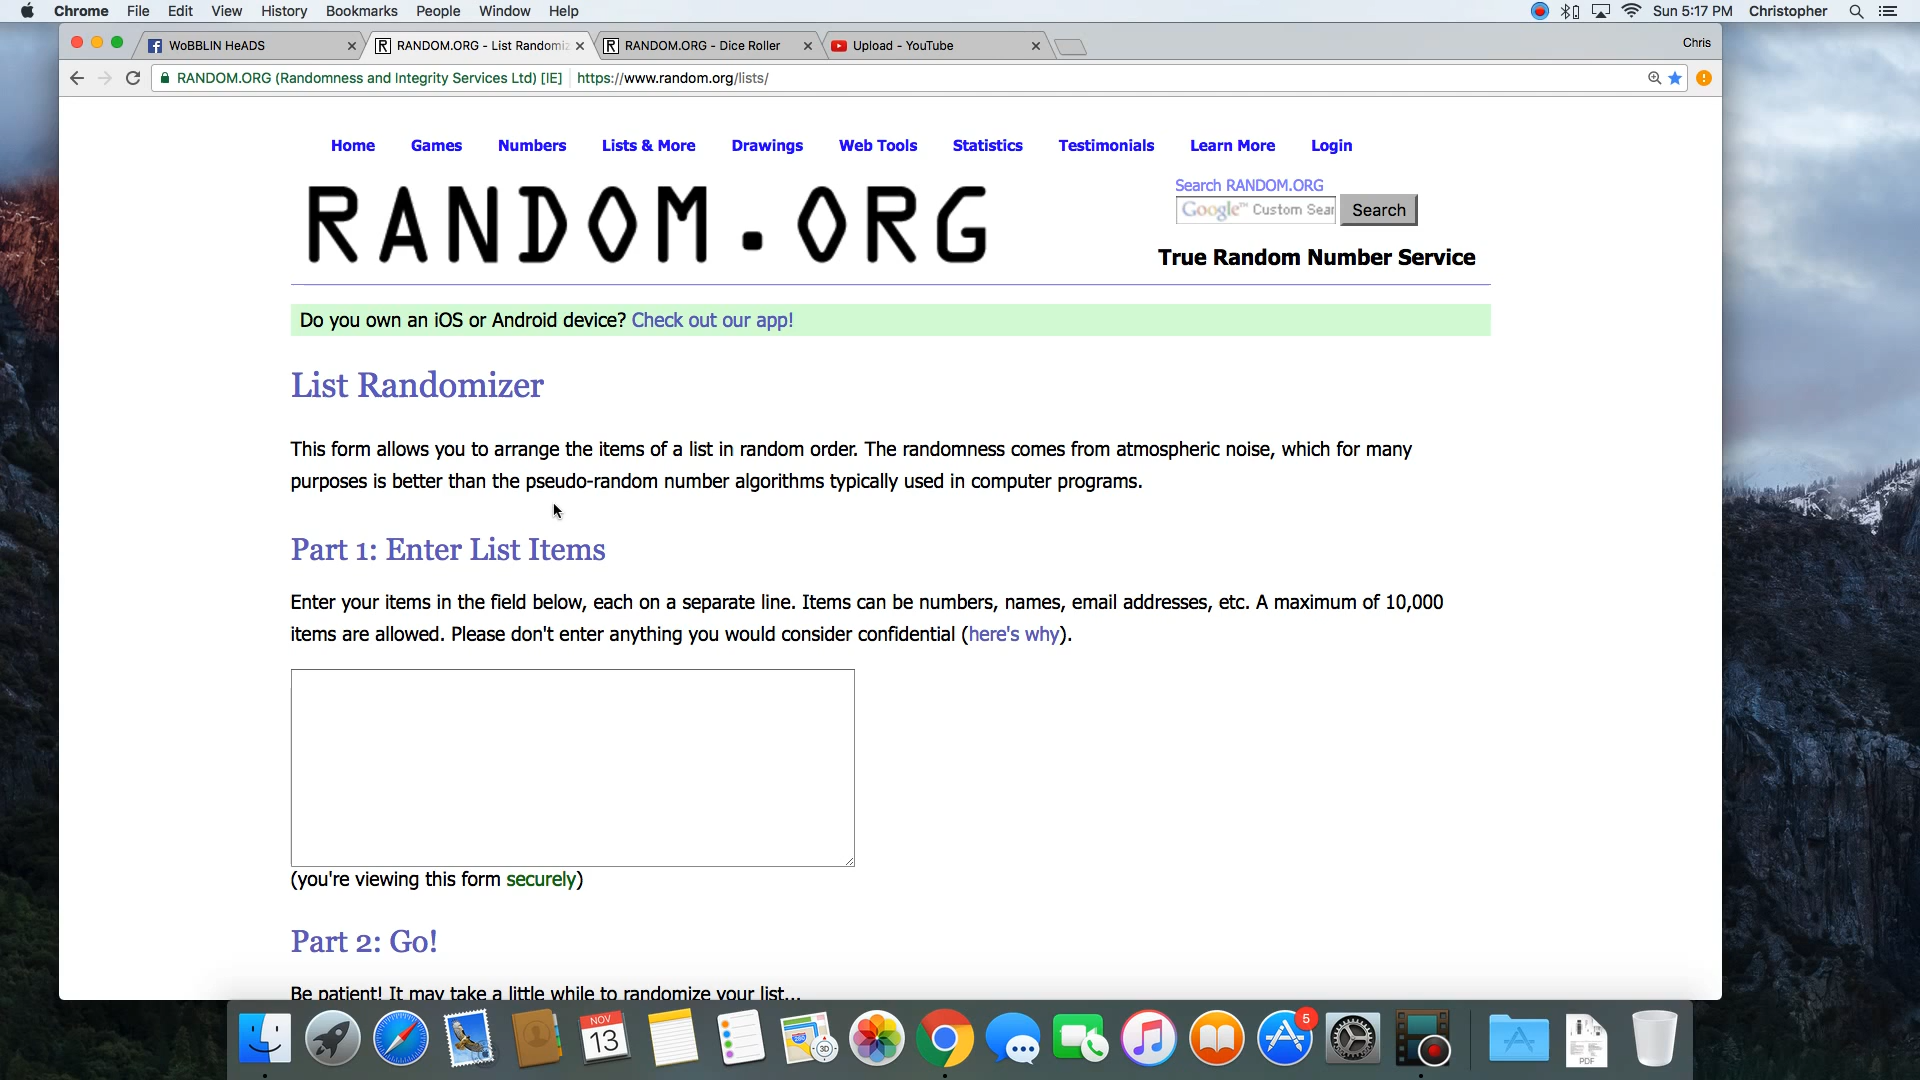 Chrome File Edit View History Bookmarks People Window Help Sun 5:17 PM Christopher
WoBBLIN HeADS RANDOM.ORG - List Randomiz RANDOM.ORG - Dice Roller Upload - YouTube Chris
RANDOM.ORG (Randomness and Integrity Services Ltd) [IE] https://www.random.org/lists/
Home Games Numbers Lists & More Drawings Web Tools Statistics Testimonials Learn More Login
RANDOM.ORG
Search RANDOM.ORG
Google™ Custom Sear Search
True Random Number Service
Do you own an iOS or Android device? Check out our app!
List Randomizer
This form allows you to arrange the items of a list in random order. The randomness comes from atmospheric noise, which for many
purposes is better than the pseudo-random number algorithms typically used in computer programs.
Part 1: Enter List Items
Enter your items in the field below, each on a separate line. Items can be numbers, names, email addresses, etc. A maximum of 10,000
items are allowed. Please don't enter anything you would consider confidential (here's why).
(you're viewing this form securely)
Part 2: Go!
Be patient! It may take a little while to randomize your list...
NOV
13
3D
5
PDF